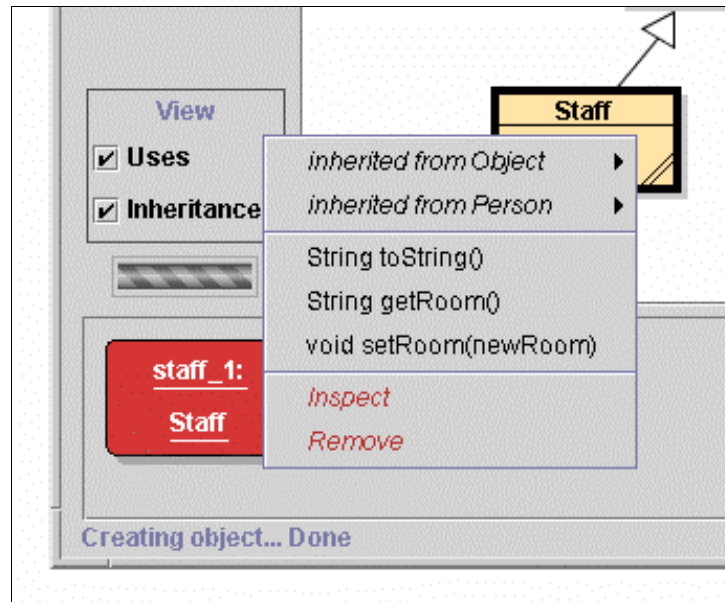 View
Uses
Inheritance
Staff
inherited from Object
inherited from Person
String toString()
String getRoom()
void setRoom(newRoom)
Inspect
Remove
staff_1:
Staff
Creating object... Done